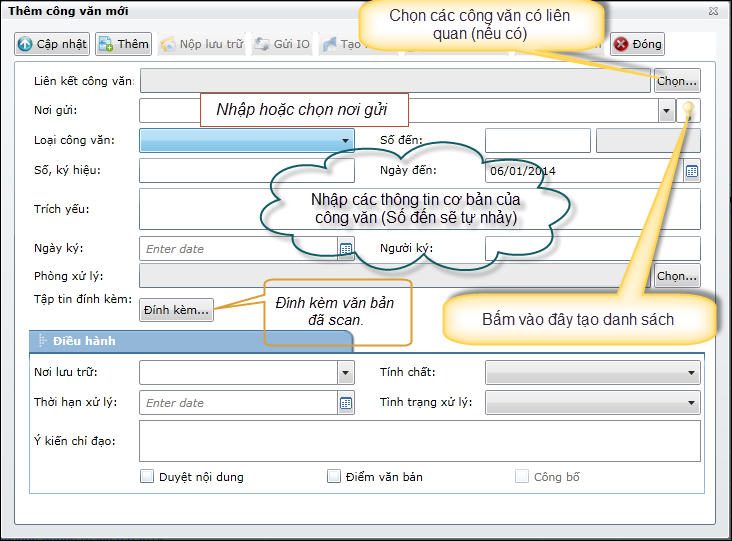 Thêm công văn mới
Chọn các công văn có liên
quan (nếu có)
Cập nhật Thêm Nộp lưu trữ Gửi IO Tạo Đóng
Liên kết công văn: Chọn...
Nơi gửi: Nhập hoặc chọn nơi gửi
Loại công văn: Số đến:
Số, ký hiệu: Ngày đến: 06/01/2014
Nhập các thông tin cơ bản của
công văn (Số đến sẽ tự nhảy)
Trích yếu:
Ngày ký: Enter date Người ký:
Phòng xử lý: Chọn...
Tập tin đính kèm: Đính kèm...
Đính kèm văn bản
đã scan.
Bấm vào đây tạo danh sách
Điều hành
Nơi lưu trữ: Tính chất:
Thời hạn xử lý: Enter date Tình trạng xử lý:
Ý kiến chỉ đạo:
Duyệt nội dung Điểm văn bản Công bố